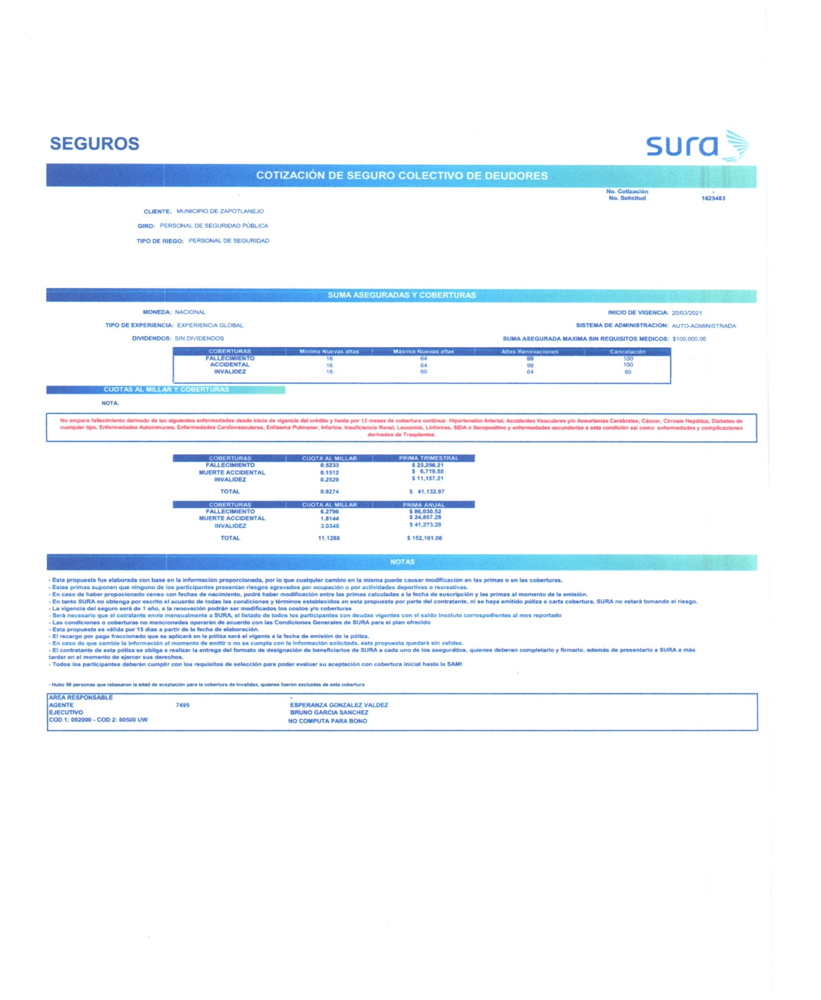 SEGUROS
sura
COTIZACIÓN DE SEGURO COLECTIVO DE DEUDORES
No. Cotización -
No. Solicitud 1625483
CLIENTE: MUNICIPIO DE ZAPOTLANEJO
GIRO: PERSONAL DE SEGURIDAD PÚBLICA
TIPO DE RIEGO: PERSONAL DE SEGURIDAD
SUMA ASEGURADAS Y COBERTURAS
MONEDA: NACIONAL INICIO DE VIGENCIA: 20/03/2021
TIPO DE EXPERIENCIA: EXPERIENCIA GLOBAL SISTEMA DE ADMINISTRACION: AUTO-ADMINISTRADA
DIVIDENDOS: SIN DIVIDENDOS SUMA ASEGURADA MAXIMA SIN REQUISITOS MEDICOS: $100,000.00
COBERTURAS Mínima Nuevas altas Máxima Nuevas altas Altas Renovaciones Cancelación
FALLECIMIENTO 16 64 99 100
ACCIDENTAL 16 64 99 100
INVALIDEZ 16 60 64 65
CUOTAS AL MILLAR Y COBERTURAS
NOTA:
No ampara fallecimiento derivado de las siguientes enfermedades desde inicio de vigencia del crédito y hasta por 12 meses de cobertura continua: Hipertensión Arterial, Accidentes Vasculares y/o Aneurismas Cerebrales, Cáncer, Cirrosis Hepática, Diabetes de
cualquier tipo, Enfermedades Autoinmunes, Enfermedades Cardiovasculares, Enfisema Pulmonar, Infartos, Insuficiencia Renal, Leucemia, Linfomas, SIDA o Seropositivo y enfermedades secundarias a esta condición asi como enfermedades y complicaciones
derivadas de Trasplantes.
COBERTURAS CUOTA AL MILLAR PRIMA TRIMESTRAL
FALLECIMIENTO 0.5233 $ 23,256.21
MUERTE ACCIDENTAL 0.1512 $ 6,719.55
INVALIDEZ 0.2529 $ 11,157.21
TOTAL 0.9274 $ 41,132.97
COBERTURAS CUOTA AL MILLAR PRIMA ANUAL
FALLECIMIENTO 6.2796 $ 86,030.52
MUERTE ACCIDENTAL 1.8144 $ 24,857.28
INVALIDEZ 3.0348 $ 41,273.28
TOTAL 11.1288 $ 152,161.08
NOTAS
- Esta propuesta fue elaborada con base en la información proporcionada, por lo que cualquier cambio en la misma puede causar modificación en las primas o en las coberturas.
- Estas primas suponen que ninguno de los participantes presentan riesgos agravados por ocupación o por actividades deportivas o recreativas.
- En caso de haber propocionado censo con fechas de nacimiento, podrá haber modificación entre las primas calculadas a la fecha de suscripción y las primas al momento de la emisión.
- En tanto SURA no obtenga por escrito el acuerdo de todas las condiciones y términos establecidos en esta propuesta por parte del contratante, ni se haya emitido póliza o carta cobertura, SURA no estará tomando el riesgo.
- La vigencia del seguro será de 1 año, a la renovación podrán ser modificados los costos y/o coberturas
- Será necesario que el cotratante envíe mensualmente a SURA, el listado de todos los participantes con deudas vigentes con el saldo insoluto correspodientes al mes reportado
- Las condiciones o coberturas no mencionadas operarán de acuerdo con las Condiciones Generales de SURA para el plan ofrecido
- Esta propuesta es válida por 15 días a partir de la fecha de elaboración.
- El recargo por pago fraccionado que se aplicará en la póliza será el vigente a la fecha de emisión de la póliza.
- En caso de que cambie la información al momento de emitir o no se cumpla con la información solicitada, esta propuesta quedará sin validez.
- El contratante de esta póliza se obliga a realizar la entrega del formato de designación de beneficiarios de SURA a cada uno de los asegurados, quienes deberan completarlo y firmarlo, además de presentarlo a SURA a más
tardar en el momento de ejercer sus derechos.
- Todos los participantes deberán cumplir con los requisitos de selección para poder evaluar su aceptación con cobertura inicial hasta la SAMI
- Hubo 56 personas que rebasaron la edad de aceptación para la cobertura de Invalidez, quienes fueron excluidas de esta cobertura
AREA RESPONSABLE -
AGENTE 7495 ESPERANZA GONZALEZ VALDEZ
EJECUTIVO BRUNO GARCIA SANCHEZ
COD 1: 002000 - COD 2: 00500 UW NO COMPUTA PARA BONO